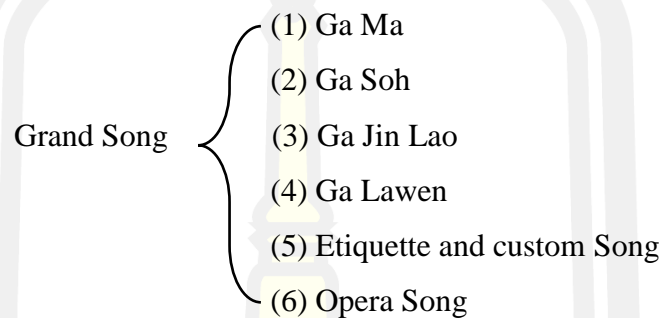 (1) Ga Ma
(2) Ga Soh
Grand Song (3) Ga Jin Lao
(4) Ga Lawen
(5) Etiquette and custom Song
(6) Opera Song